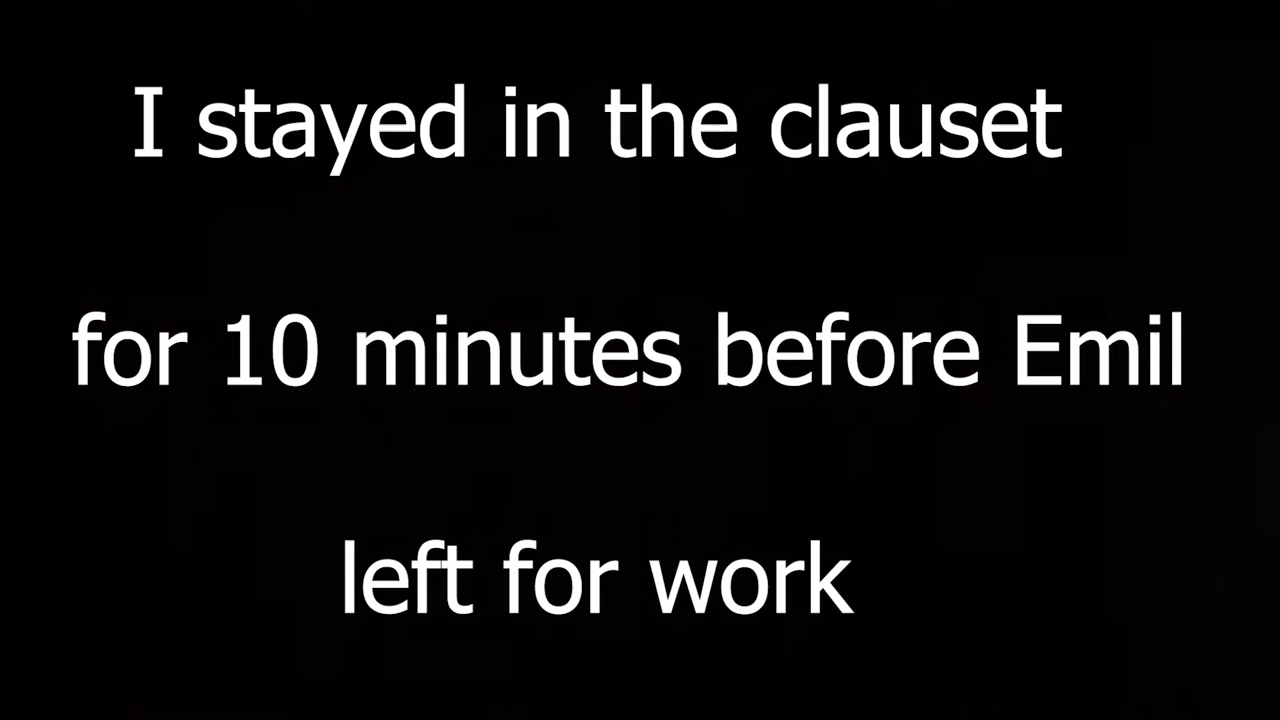 I stayed in the clauset
for 10 minutes before Emil
left for work